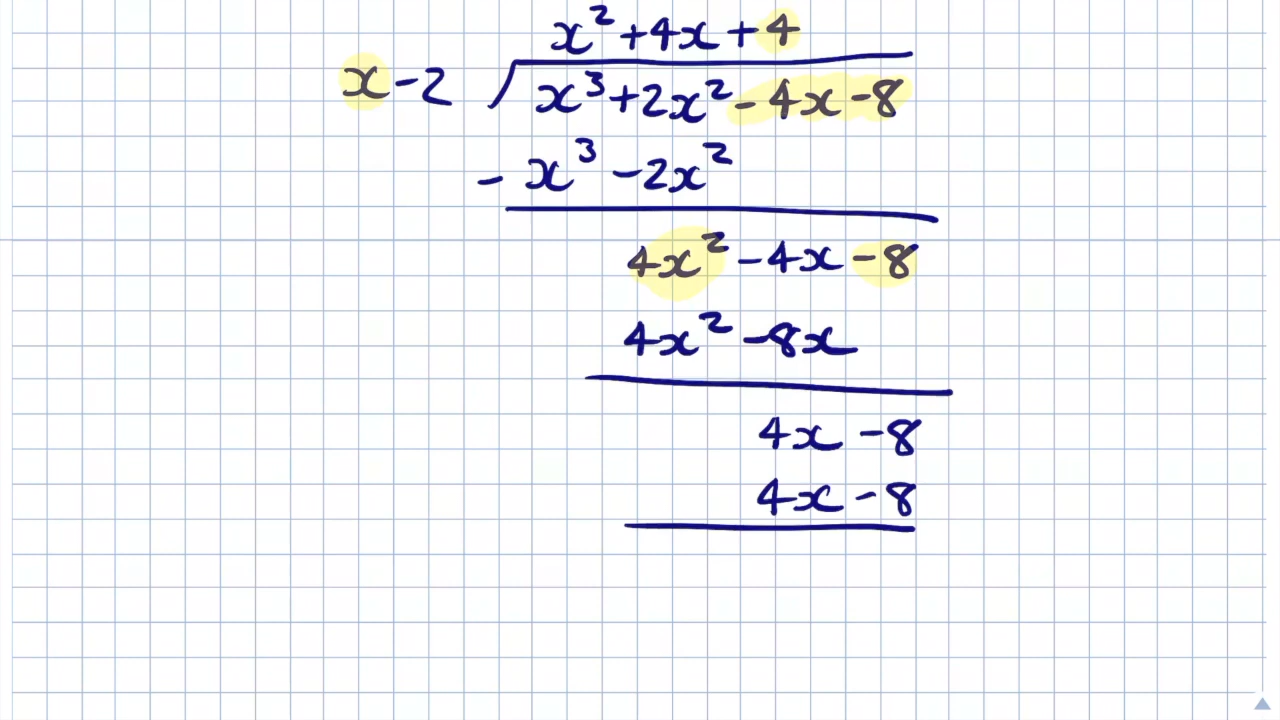 x² + 4x + 4
x - 2 x³ + 2x² - 4x - 8
- x³ - 2x²
4x² - 4x - 8
4x² - 8x
4x - 8
4x - 8